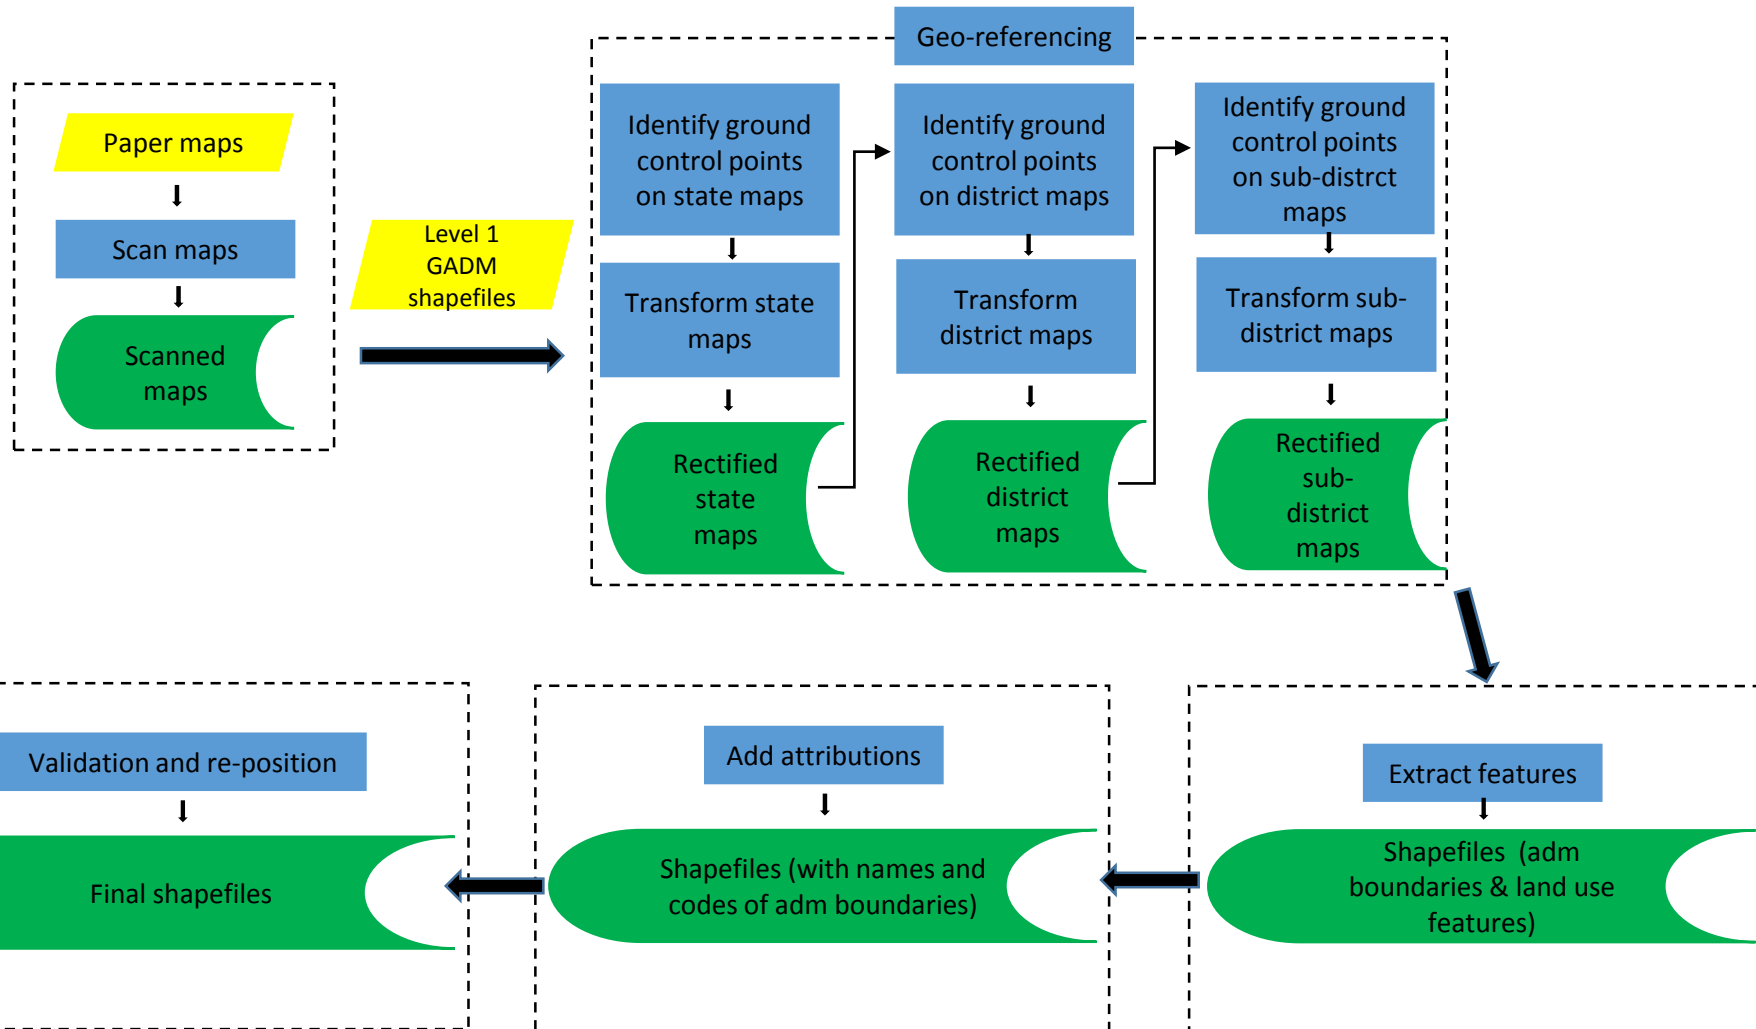 Geo-referencing
Paper maps
Scan maps
Scanned
maps
Level 1
GADM
shapefiles
Identify ground
control points
on state maps
Transform state
maps
Rectified
state
maps
Identify ground
control points
on district maps
Transform
district maps
Rectified
district
maps
Identify ground
control points
on sub-distrct
maps
Transform sub-
district maps
Rectified
sub-
district
maps
Extract features
Shapefiles (adm
boundaries & land use
features)
Add attributions
Shapefiles (with names and
codes of adm boundaries)
Validation and re-position
Final shapefiles